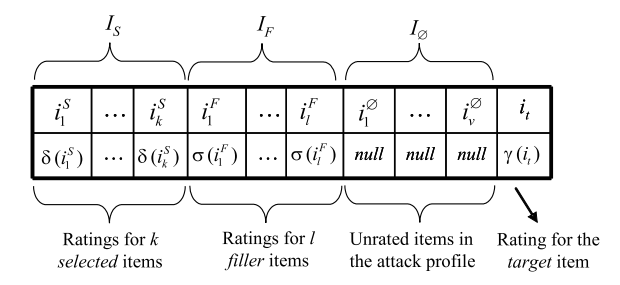 I_S I_F I_∅
i_1^S … i_k^S i_1^F … i_l^F i_1^∅ … i_v^∅ i_t
δ(i_1^S) … δ(i_k^S) σ(i_1^F) … σ(i_l^F) null null null γ(i_t)
Ratings for k
selected items
Ratings for l
filler items
Unrated items in
the attack profile
Rating for the
target item